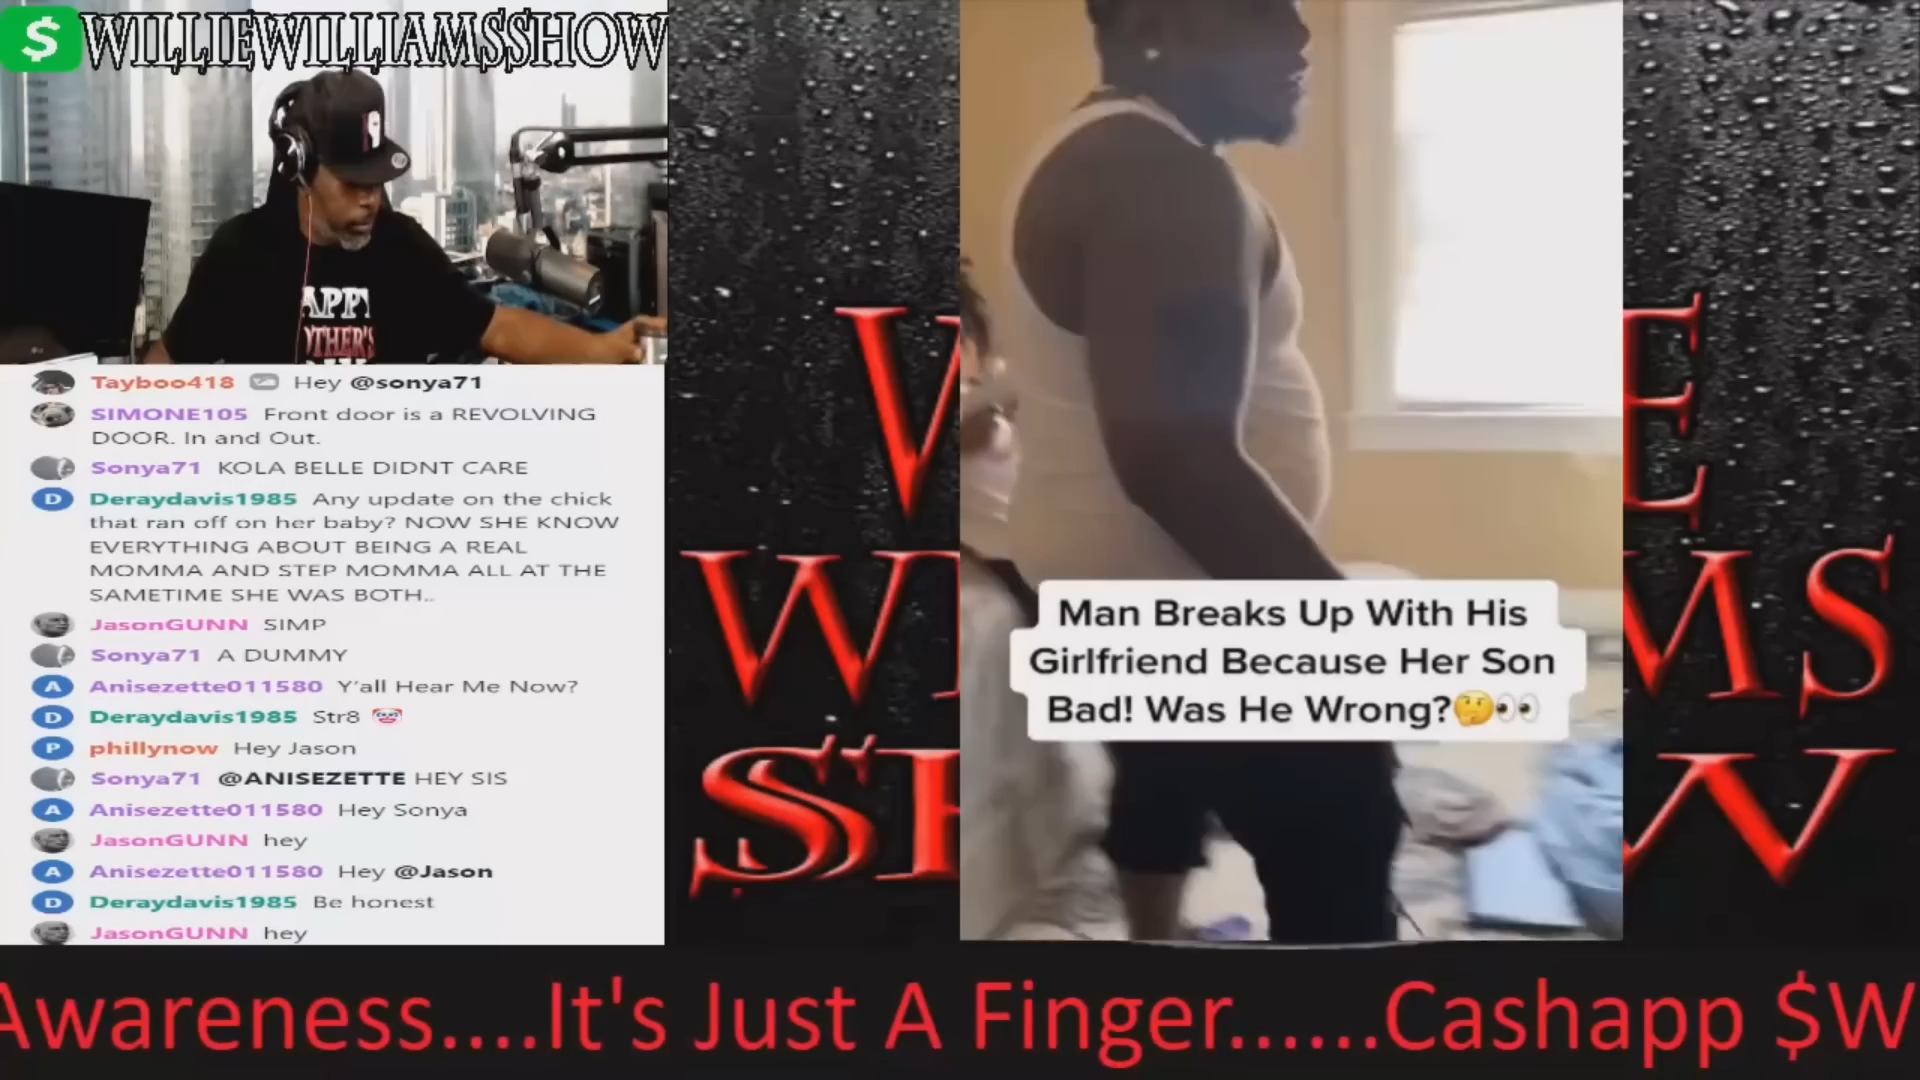 $ WILLIEWILLIAMSSHOW
Tayboo418 Hey @sonya71
SIMONE105 Front door is a REVOLVING
DOOR. In and Out.
Sonya71 KOLA BELLE DIDNT CARE
D Deraydavis1985 Any update on the chick
that ran off on her baby? NOW SHE KNOW
EVERYTHING ABOUT BEING A REAL
MOMMA AND STEP MOMMA ALL AT THE
SAMETIME SHE WAS BOTH..
JasonGUNN SIMP
Sonya71 A DUMMY
A Anisezette011580 Y'all Hear Me Now?
D Deraydavis1985 Str8 🤡
P phillynow Hey Jason
Sonya71 @ANISEZETTE HEY SIS
A Anisezette011580 Hey Sonya
JasonGUNN hey
A Anisezette011580 Hey @Jason
D Deraydavis1985 Be honest
JasonGUNN hey
Man Breaks Up With His
Girlfriend Because Her Son
Bad! Was He Wrong?🤔👀
Awareness....It's Just A Finger......Cashapp $W